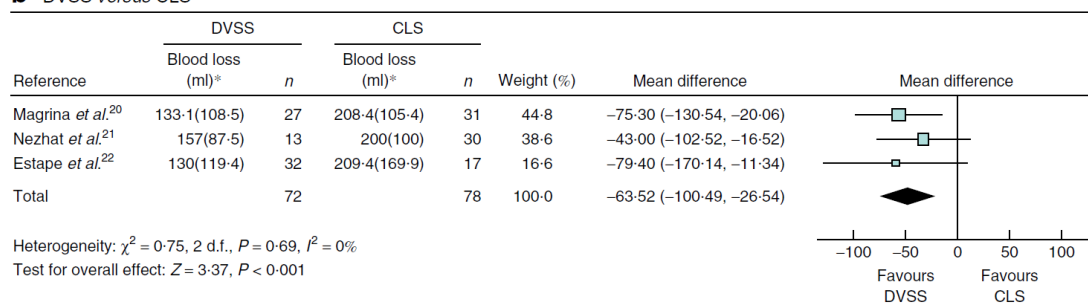 b DVSS versus CLS
DVSS CLS
Blood loss Blood loss
Reference (ml)* n (ml)* n Weight (%) Mean difference Mean difference
Magrina et al.20 133·1(108·5) 27 208·4(105·4) 31 44·8 −75·30 (−130·54, −20·06)
Nezhat et al.21 157(87·5) 13 200(100) 30 38·6 −43·00 (−102·52, −16·52)
Estape et al.22 130(119·4) 32 209·4(169·9) 17 16·6 −79·40 (−170·14, −11·34)
Total 72 78 100·0 −63·52 (−100·49, −26·54)
Heterogeneity: χ2 = 0·75, 2 d.f., P = 0·69, I2 = 0%
Test for overall effect: Z = 3·37, P < 0·001
−100 −50 0 50 100
Favours Favours
DVSS CLS